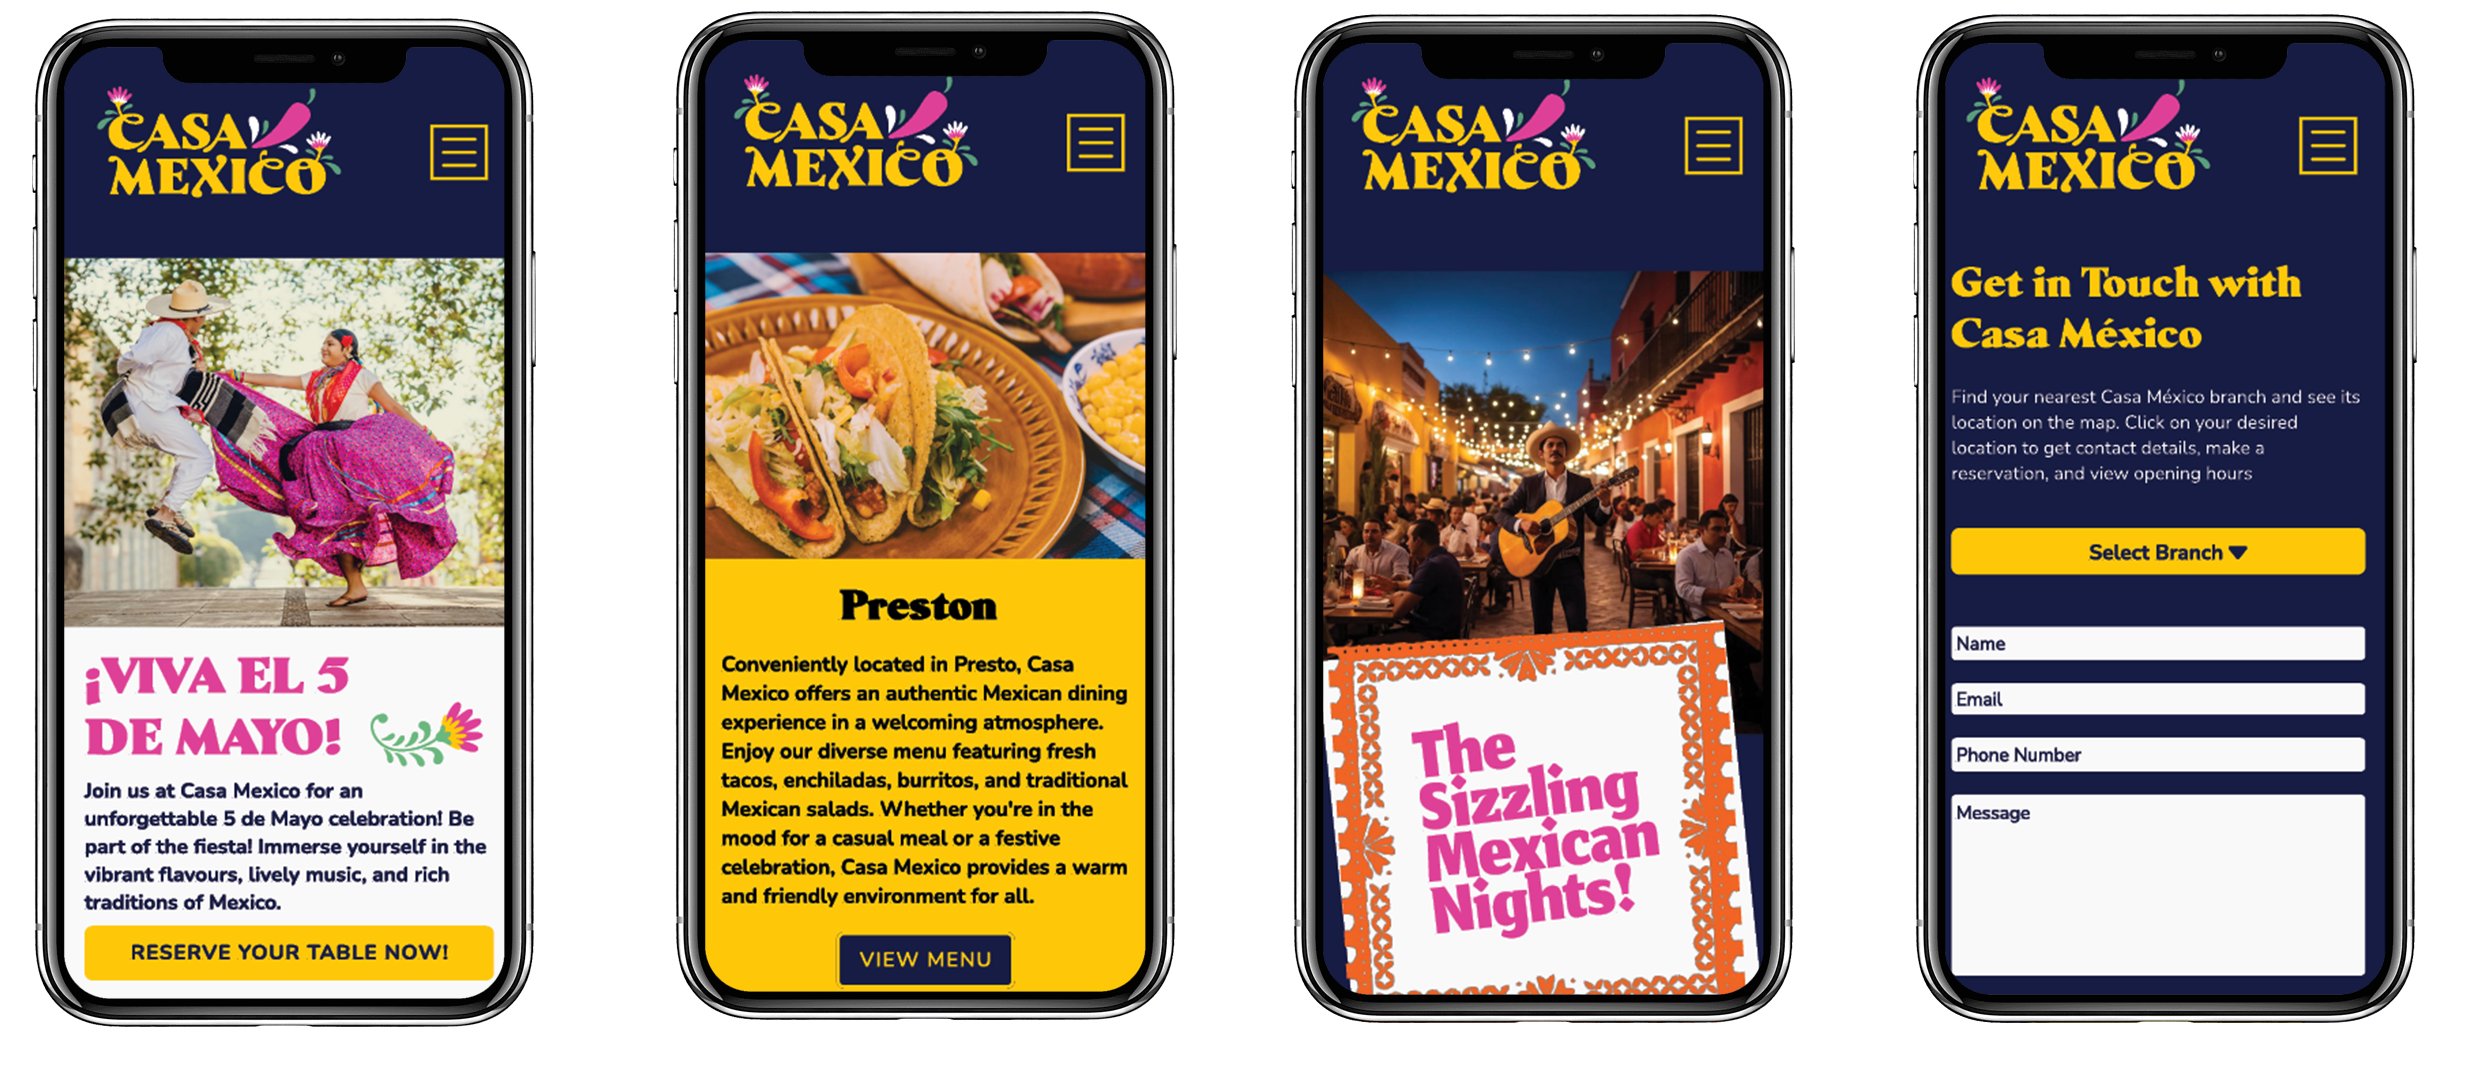 CASA
MEXICO
¡VIVA EL 5
DE MAYO!
Join us at Casa Mexico for an
unforgettable 5 de Mayo celebration! Be
part of the fiesta! Immerse yourself in the
vibrant flavours, lively music, and rich
traditions of Mexico.
RESERVE YOUR TABLE NOW!
CASA
MEXICO
Preston
Conveniently located in Presto, Casa
Mexico offers an authentic Mexican dining
experience in a welcoming atmosphere.
Enjoy our diverse menu featuring fresh
tacos, enchiladas, burritos, and traditional
Mexican salads. Whether you're in the
mood for a casual meal or a festive
celebration, Casa Mexico provides a warm
and friendly environment for all.
VIEW MENU
CASA
MEXICO
The
Sizzling
Mexican
Nights!
CASA
MEXICO
Get in Touch with
Casa México
Find your nearest Casa México branch and see its
location on the map. Click on your desired
location to get contact details, make a
reservation, and view opening hours
Select Branch
Name
Email
Phone Number
Message